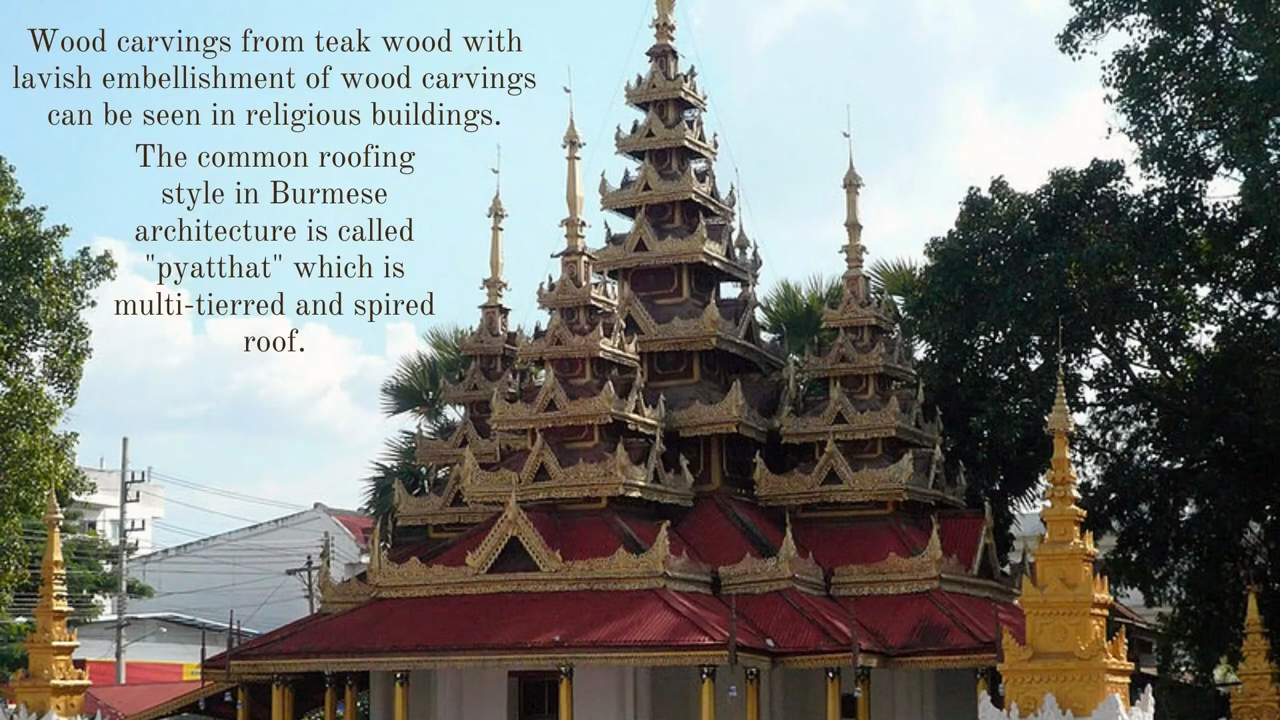 Wood carvings from teak wood with
lavish embellishment of wood carvings
can be seen in religious buildings.
The common roofing
style in Burmese
architecture is called
"pyatthat" which is
multi-tierred and spired
roof.